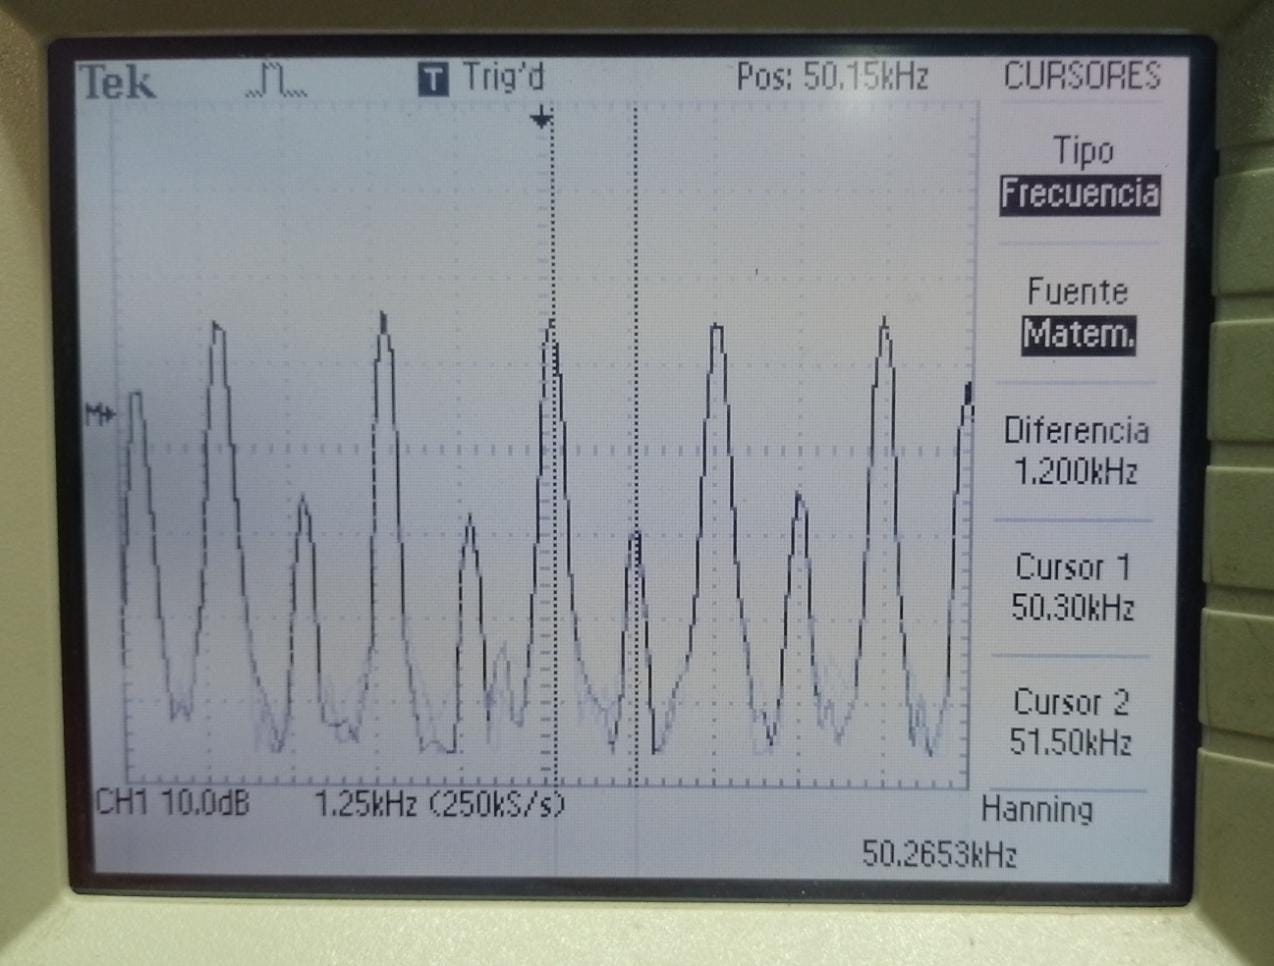 Tek T Trig'd Pos: 50.15kHz CURSORES
Tipo
Frecuencia
Fuente
Matem.
M
Diferencia
1.200kHz
Cursor 1
50.30kHz
Cursor 2
51.50kHz
CH1 10.0dB 1.25kHz (250kS/s) Hanning
50.2653kHz